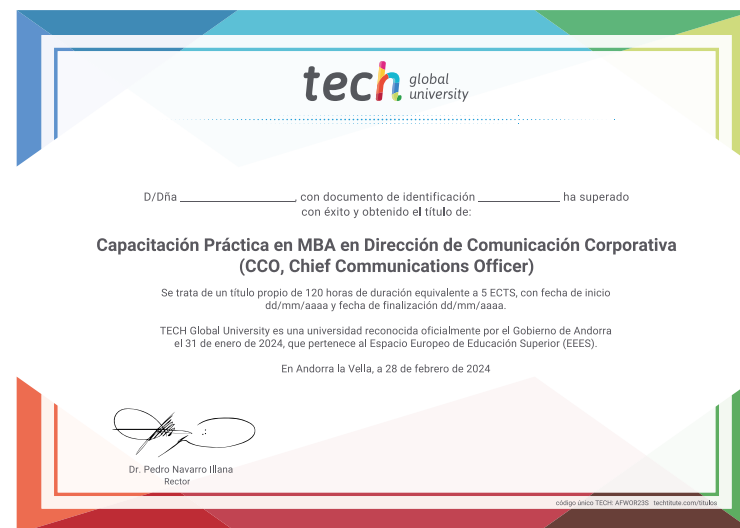 tech global
university
D/Dña ____________________, con documento de identificación ______________ ha superado
con éxito y obtenido el título de:
Capacitación Práctica en MBA en Dirección de Comunicación Corporativa
(CCO, Chief Communications Officer)
Se trata de un título propio de 120 horas de duración equivalente a 5 ECTS, con fecha de inicio
dd/mm/aaaa y fecha de finalización dd/mm/aaaa.
TECH Global University es una universidad reconocida oficialmente por el Gobierno de Andorra
el 31 de enero de 2024, que pertenece al Espacio Europeo de Educación Superior (EEES).
En Andorra la Vella, a 28 de febrero de 2024
Dr. Pedro Navarro Illana
Rector
código único TECH: AFWOR23S techtitute.com/titulos